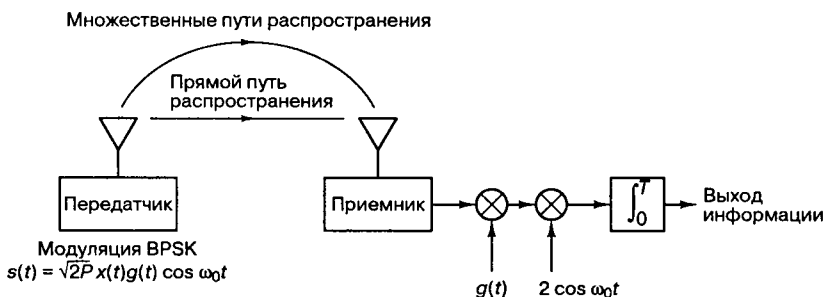 Множественные пути распространения
Прямой путь
распространения
Передатчик
Приемник
∫₀ᵀ
Выход
информации
Модуляция BPSK
s(t) = √2P x(t)g(t) cos ω₀t
g(t)
2 cos ω₀t